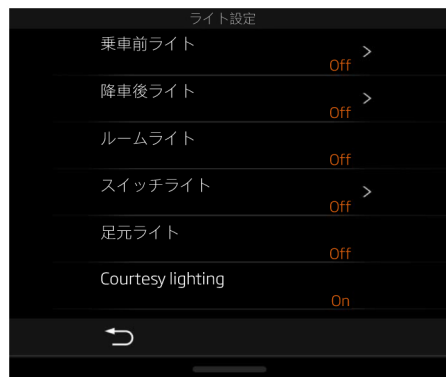 ライト設定
乗車前ライト
Off
降車後ライト
Off
ルームライト
Off
スイッチライト
Off
足元ライト
Off
Courtesy lighting
On